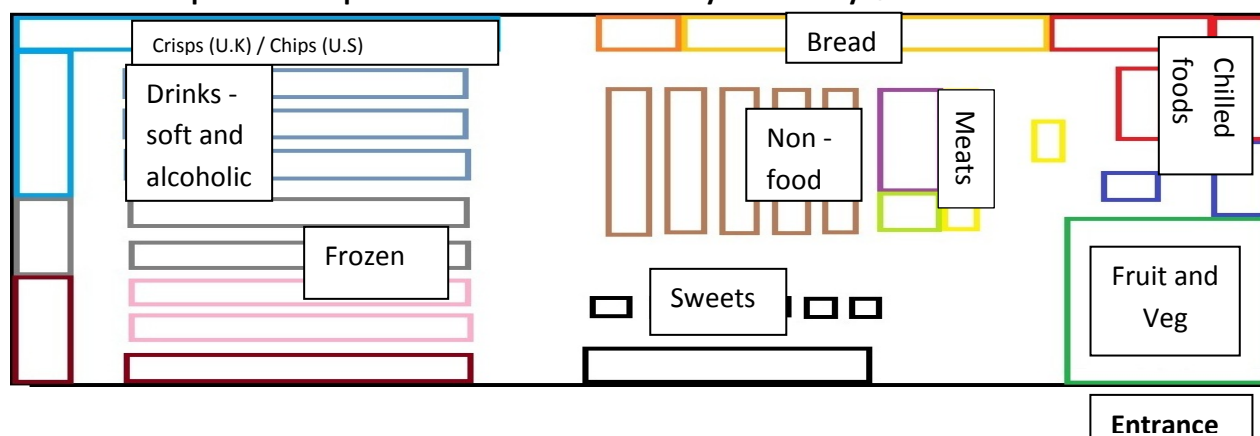 Crisps (U.K) / Chips (U.S)
Bread
Chilled
foods
Drinks -
soft and
alcoholic
Non -
food
Meats
Frozen
Sweets
Fruit and
Veg
Entrance